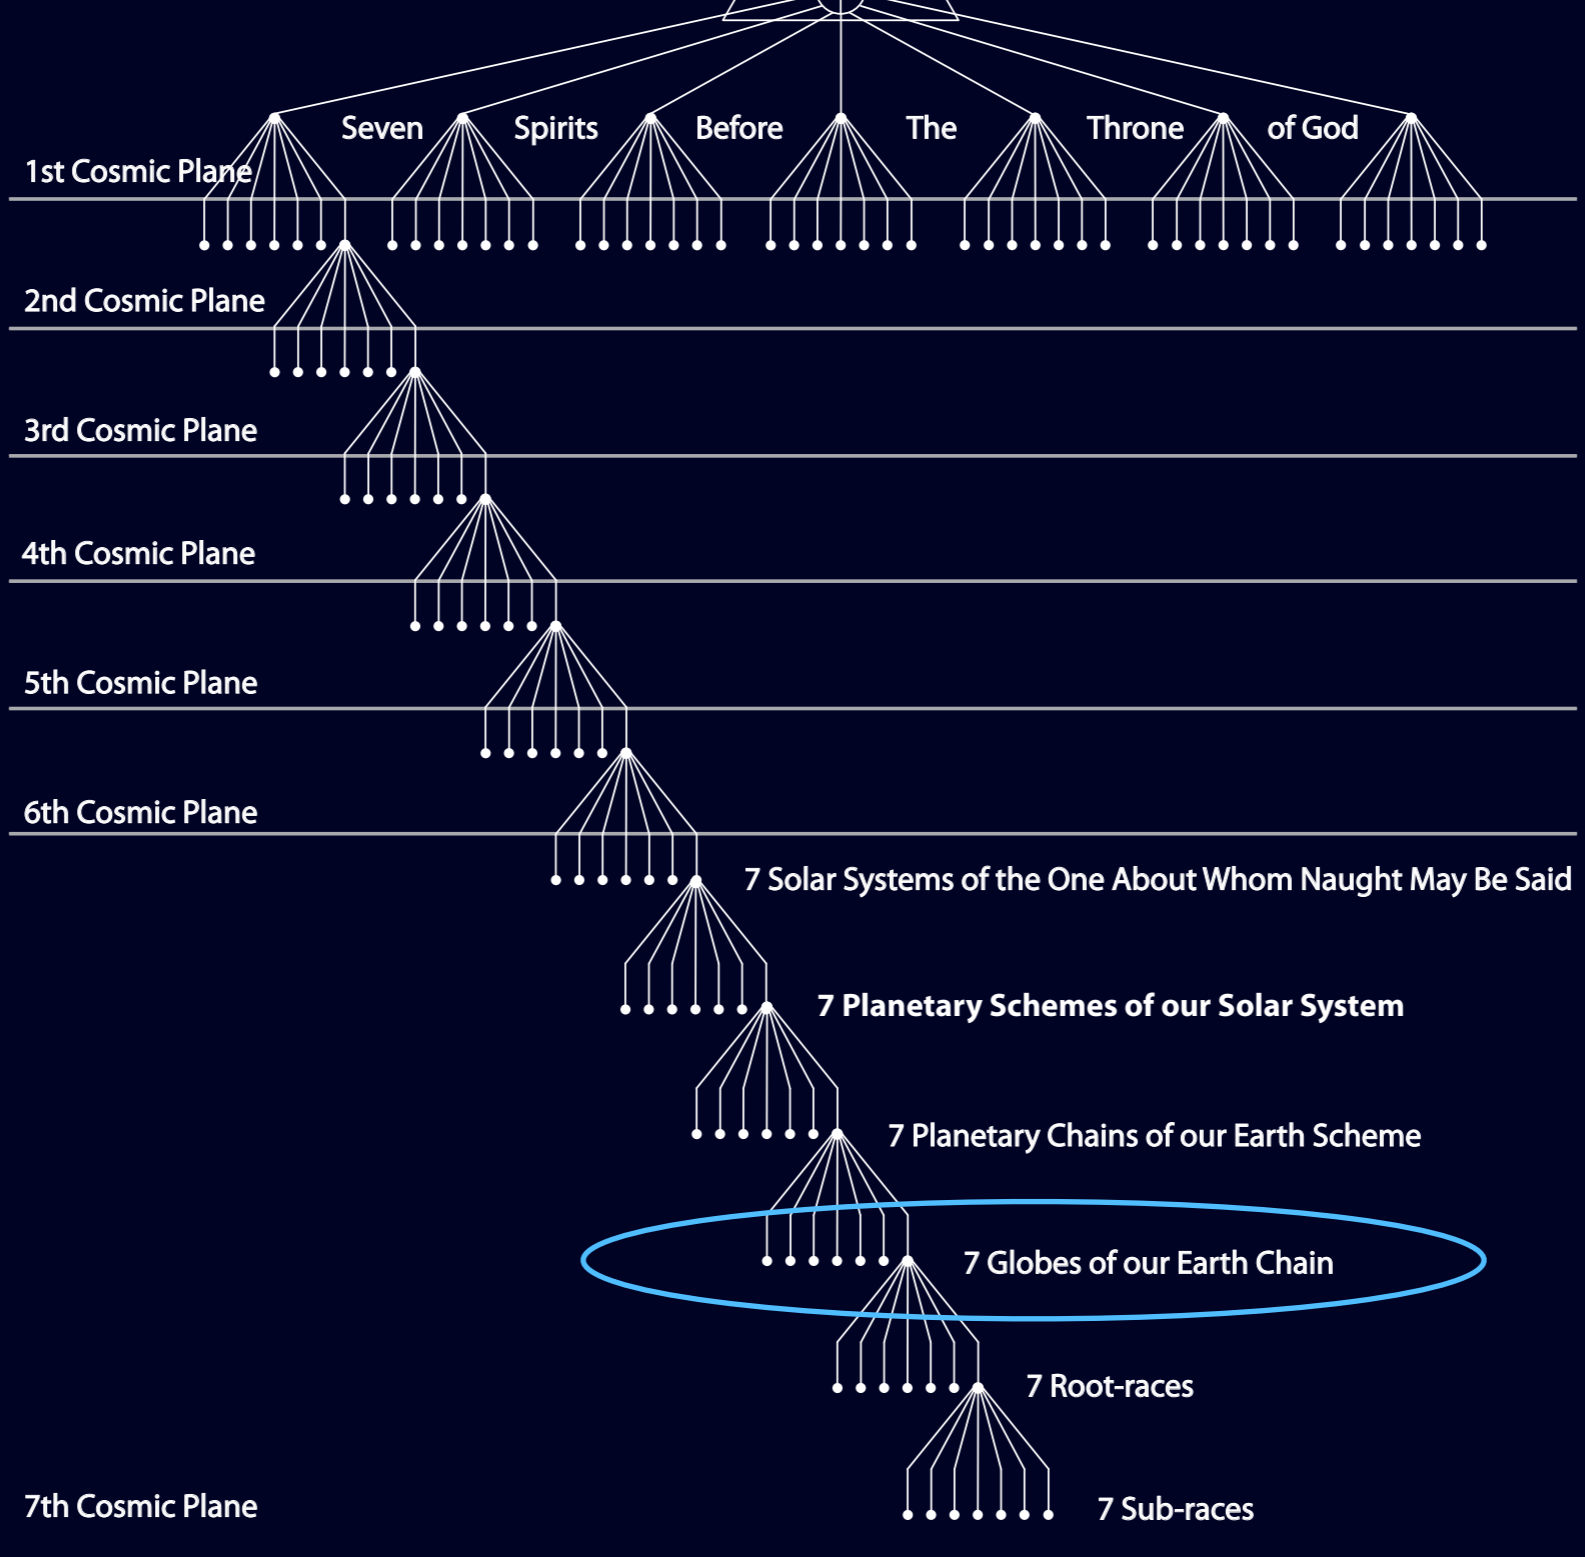 Seven Spirits Before The Throne of God
1st Cosmic Plane
2nd Cosmic Plane
3rd Cosmic Plane
4th Cosmic Plane
5th Cosmic Plane
6th Cosmic Plane
7 Solar Systems of the One About Whom Naught May Be Said
7 Planetary Schemes of our Solar System
7 Planetary Chains of our Earth Scheme
7 Globes of our Earth Chain
7 Root-races
7th Cosmic Plane
7 Sub-races